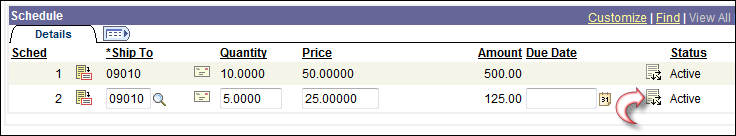 Schedule
Customize | Find | View All
Details
Sched *Ship To Quantity Price Amount Due Date Status
1 09010 10.0000 50.00000 500.00 Active
2 09010 5.0000 25.00000 125.00 31 Active